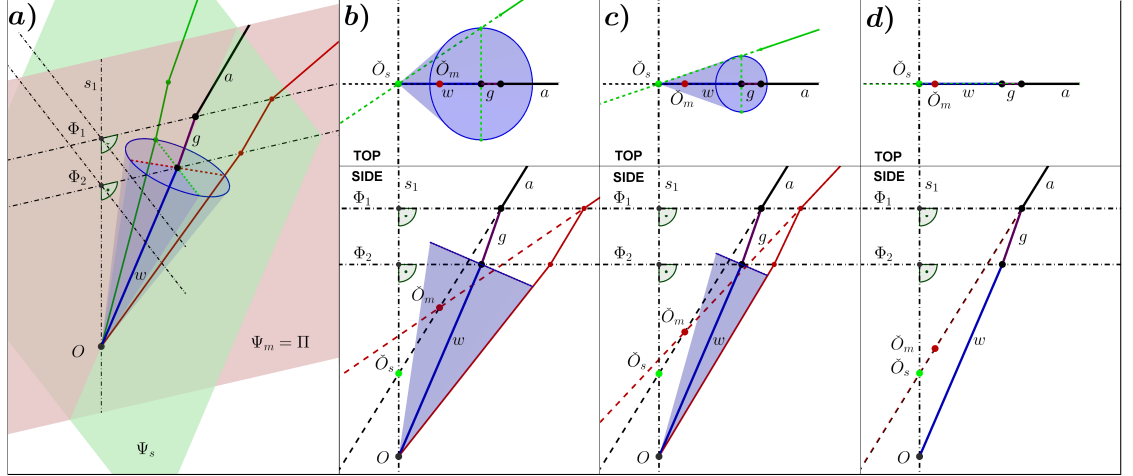 a)
s₁
a
Φ₁
g
Φ₂
w
O
Ψₘ = Π
Ψₛ
b)
Ǒₛ
Ǒₘ
w
g
a
TOP
SIDE
s₁
a
Φ₁
g
Φ₂
Ǒₘ
w
Ǒₛ
O
c)
Ǒₛ
Ǒₘ
w
g
a
TOP
SIDE
s₁
a
Φ₁
g
Φ₂
Ǒₘ
w
Ǒₛ
O
d)
Ǒₛ
Ǒₘ
w
g
a
TOP
SIDE
s₁
a
Φ₁
g
Φ₂
Ǒₘ
w
Ǒₛ
O